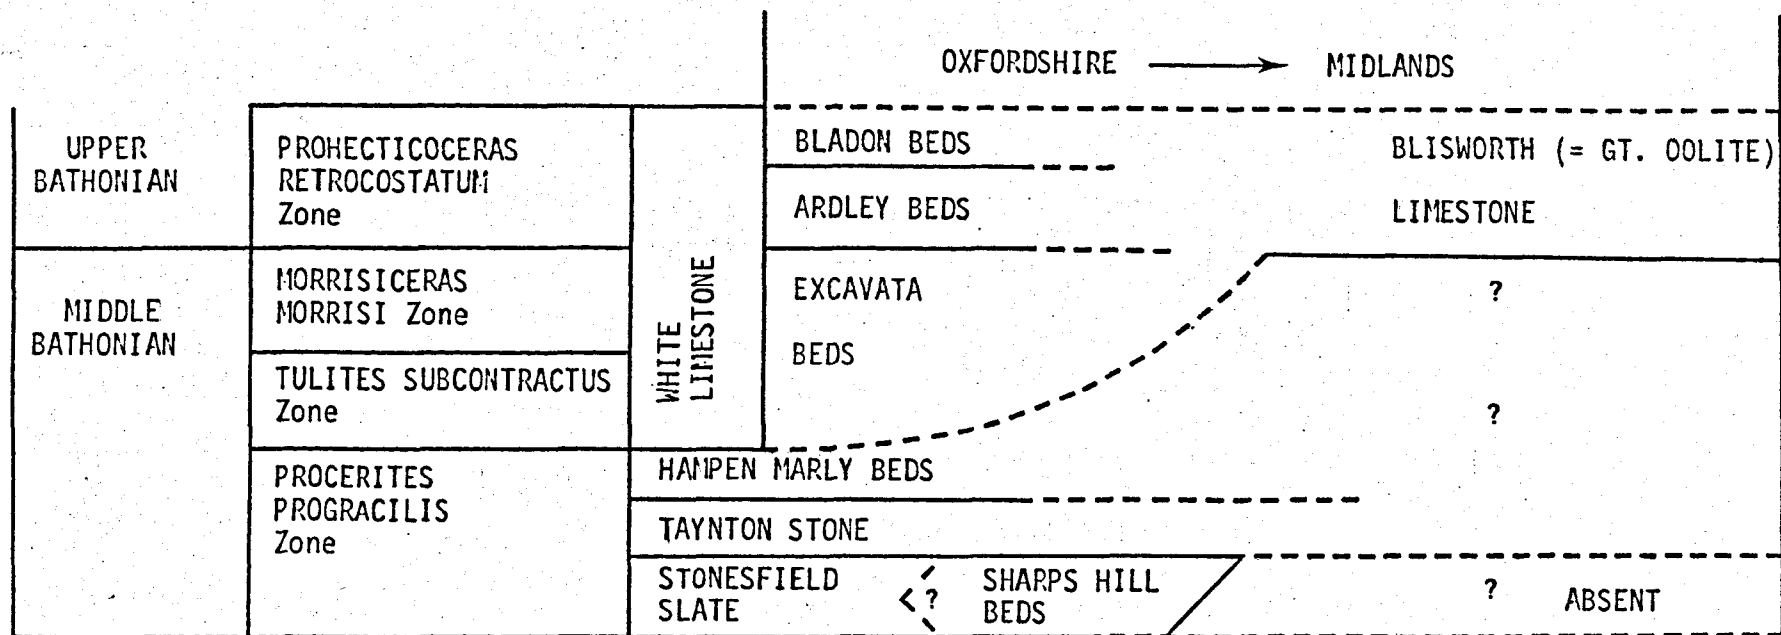 OXFORDSHIRE MIDLANDS
UPPER
BATHONIAN
PROHECTICOCERAS
RETROCOSTATUM
Zone
BLADON BEDS
ARDLEY BEDS
BLISWORTH (= GT. OOLITE)
LIMESTONE
WHITE
LIMESTONE
MIDDLE
BATHONIAN
MORRISICERAS
MORRISI Zone
EXCAVATA
BEDS
?
TULITES SUBCONTRACTUS
Zone
?
PROCERITES
PROGRACILIS
Zone
HAMPEN MARLY BEDS
TAYNTON STONE
STONESFIELD
SLATE
?
SHARPS HILL
BEDS
? ABSENT